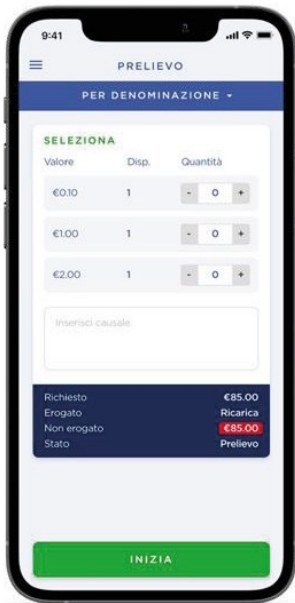 9:41
PRELIEVO
PER DENOMINAZIONE
SELEZIONA
Valore Disp. Quantità
€0.10 1 - 0 +
€1.00 1 - 0 +
€2.00 1 - 0 +
Inserisci causale
Richiesto €85.00
Erogato Ricarica
Non erogato €85.00
Stato Prelievo
INIZIA